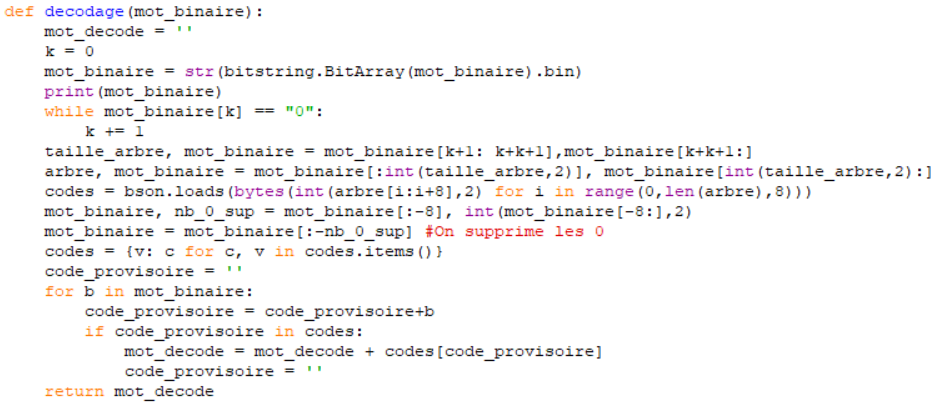 def decodage(mot_binaire):
    mot_decode = ''
    k = 0
    mot_binaire = str(bitstring.BitArray(mot_binaire).bin)
    print(mot_binaire)
    while mot_binaire[k] == "0":
        k += 1
    taille_arbre, mot_binaire = mot_binaire[k+1: k+k+1],mot_binaire[k+k+1:]
    arbre, mot_binaire = mot_binaire[:int(taille_arbre,2)], mot_binaire[int(taille_arbre,2):]
    codes = bson.loads(bytes(int(arbre[i:i+8],2) for i in range(0,len(arbre),8)))
    mot_binaire, nb_0_sup = mot_binaire[:-8], int(mot_binaire[-8:],2)
    mot_binaire = mot_binaire[:-nb_0_sup] #On supprime les 0
    codes = {v: c for c, v in codes.items()}
    code_provisoire = ''
    for b in mot_binaire:
        code_provisoire = code_provisoire+b
        if code_provisoire in codes:
            mot_decode = mot_decode + codes[code_provisoire]
            code_provisoire = ''
    return mot_decode